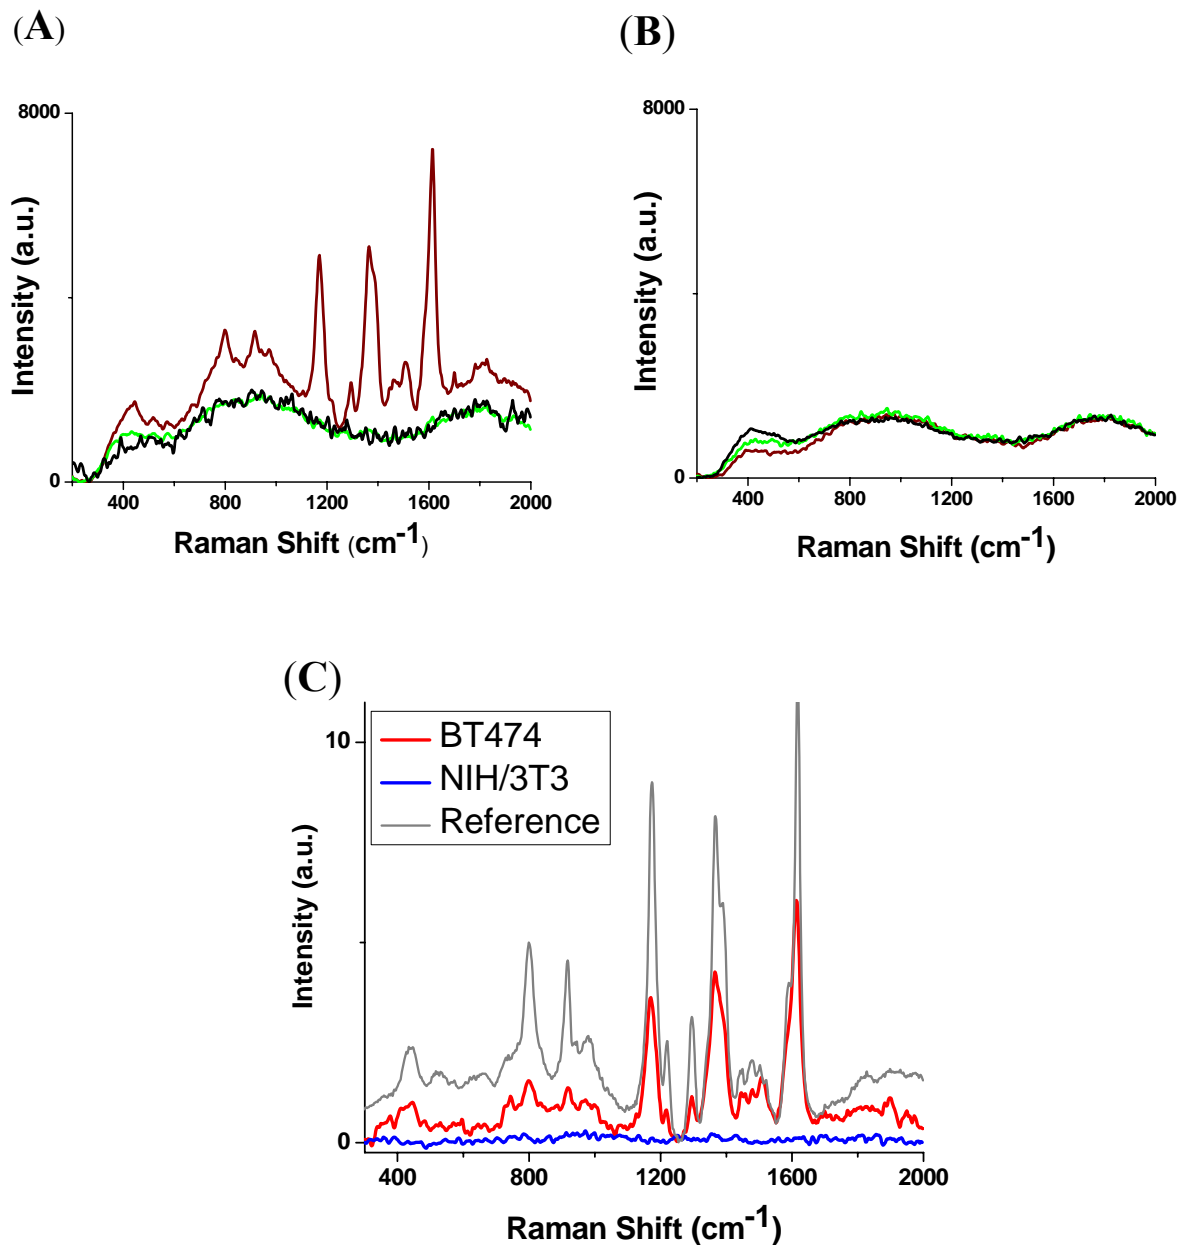 (A)
(B)
8000
0
400
800
1200
1600
2000
Intensity (a.u.)
Raman Shift (cm-1)
8000
0
400
800
1200
1600
2000
Intensity (a.u.)
Raman Shift (cm-1)
(C)
BT474
NIH/3T3
Reference
10
0
400
800
1200
1600
2000
Intensity (a.u.)
Raman Shift (cm-1)